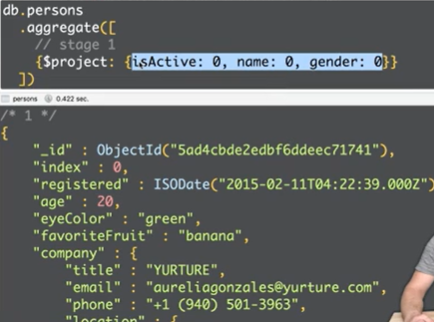 db.persons
.aggregate([
// stage 1
{$project: {isActive: 0, name: 0, gender: 0}}
])
persons 0.422 sec.
/* 1 */
{
"_id" : ObjectId("5ad4cbde2edbf6ddeec71741"),
"index" : 0,
"registered" : ISODate("2015-02-11T04:22:39.000Z")
"age" : 20,
"eyeColor" : "green",
"favoriteFruit" : "banana",
"company" : {
"title" : "YURTURE",
"email" : "aureliagonzales@yurture.com",
"phone" : "+1 (940) 501-3963",
"location" : {